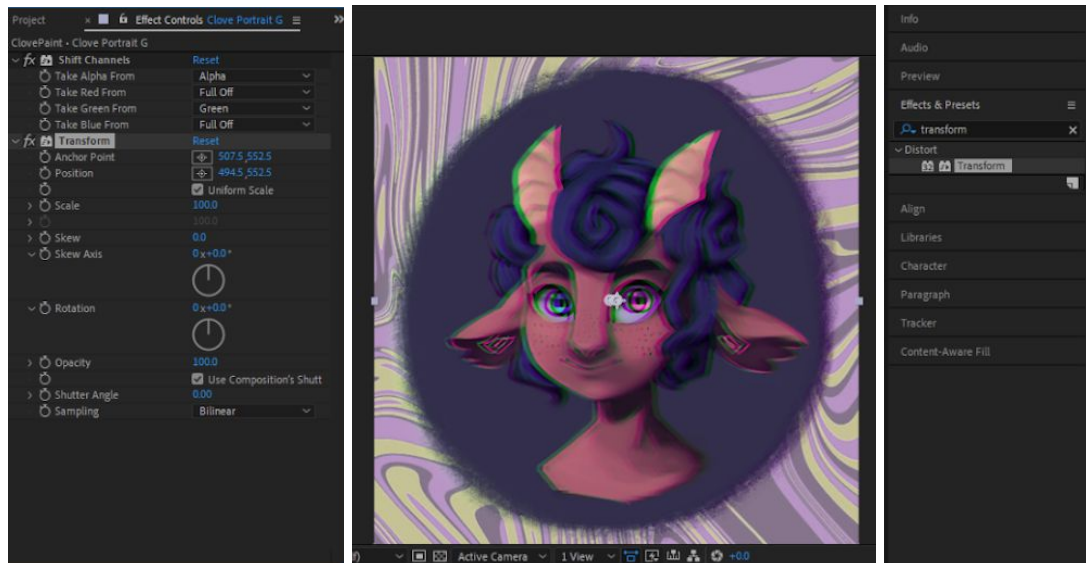 Project × Effect Controls Clove Portrait G ≡ »
ClovePaint • Clove Portrait G
fx Shift Channels Reset
Take Alpha From Alpha
Take Red From Full Off
Take Green From Green
Take Blue From Full Off
fx Transform Reset
Anchor Point 507.5,552.5
Position 494.5,552.5
Uniform Scale
Scale 100.0
100.0
Skew 0.0
Skew Axis 0x+0.0°
Rotation 0x+0.0°
Opacity 100.0
Use Composition's Shutt
Shutter Angle 0.00
Sampling Bilinear
f) Active Camera 1 View +0.0
Info
Audio
Preview
Effects & Presets ≡
transform ×
Distort
32 fx Transform
Align
Libraries
Character
Paragraph
Tracker
Content-Aware Fill